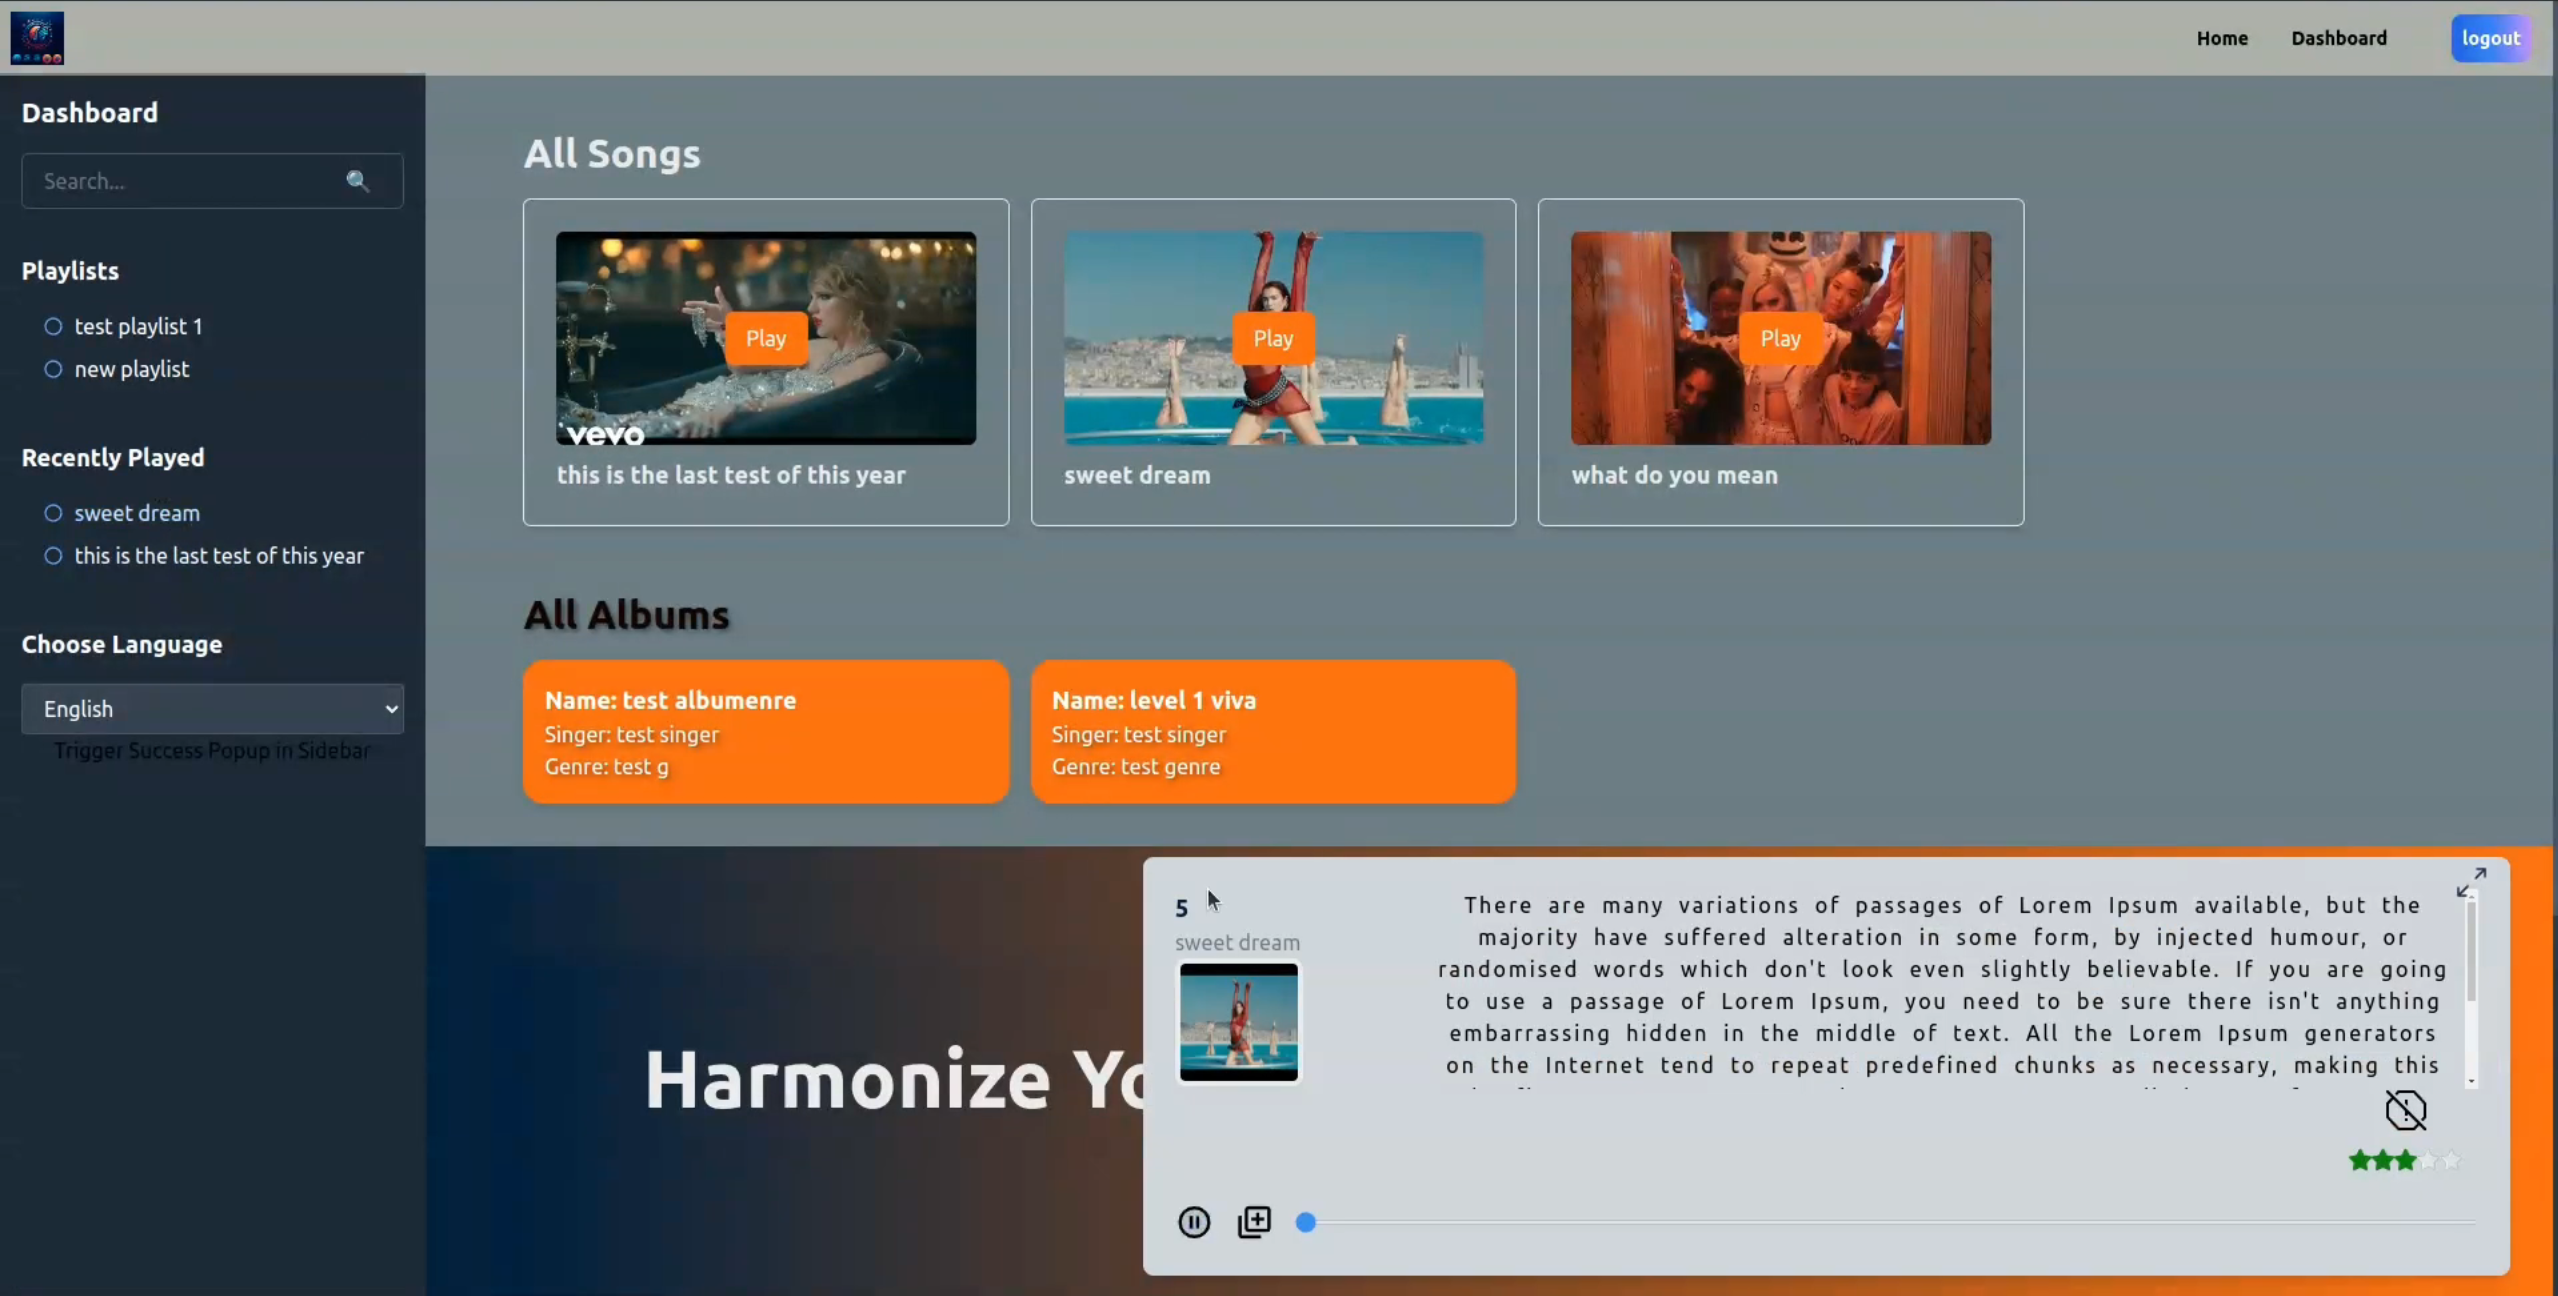 Home
Dashboard
logout
Dashboard
Search...
Playlists
test playlist 1
new playlist
Recently Played
sweet dream
this is the last test of this year
Choose Language
English
Trigger Success Popup in Sidebar
All Songs
Play
vevo
this is the last test of this year
Play
sweet dream
Play
what do you mean
All Albums
Name: test albumenre
Singer: test singer
Genre: test g
Name: level 1 viva
Singer: test singer
Genre: test genre
Harmonize Yo
5
sweet dream
There are many variations of passages of Lorem Ipsum available, but the
majority have suffered alteration in some form, by injected humour, or
randomised words which don't look even slightly believable. If you are going
to use a passage of Lorem Ipsum, you need to be sure there isn't anything
embarrassing hidden in the middle of text. All the Lorem Ipsum generators
on the Internet tend to repeat predefined chunks as necessary, making this